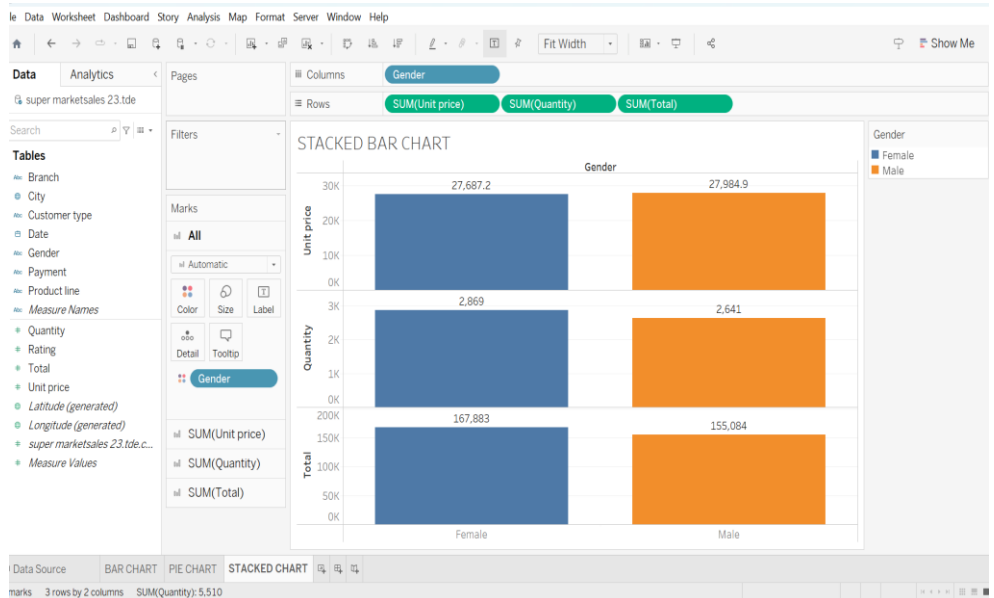 le Data Worksheet Dashboard Story Analysis Map Format Server Window Help
Fit Width
Show Me
Data Analytics
super marketsales 23.tde
Search
Tables
Abc Branch
City
Abc Customer type
Date
Abc Gender
Abc Payment
Abc Product line
Abc Measure Names
Quantity
Rating
Total
Unit price
Latitude (generated)
Longitude (generated)
super marketsales 23.tde.c...
Measure Values
Pages
Filters
Marks
All
Automatic
Color Size Label
Detail Tooltip
Gender
SUM(Unit price)
SUM(Quantity)
SUM(Total)
Columns Gender
Rows SUM(Unit price) SUM(Quantity) SUM(Total)
STACKED BAR CHART
Gender
Unit price
30K
20K
10K
0K
27,687.2 27,984.9
Quantity
3K
2K
1K
0K
2,869 2,641
Total
200K
150K
100K
50K
0K
167,883 155,084
Female Male
Gender
Female
Male
Data Source BAR CHART PIE CHART STACKED CHART
marks 3 rows by 2 columns SUM(Quantity): 5,510